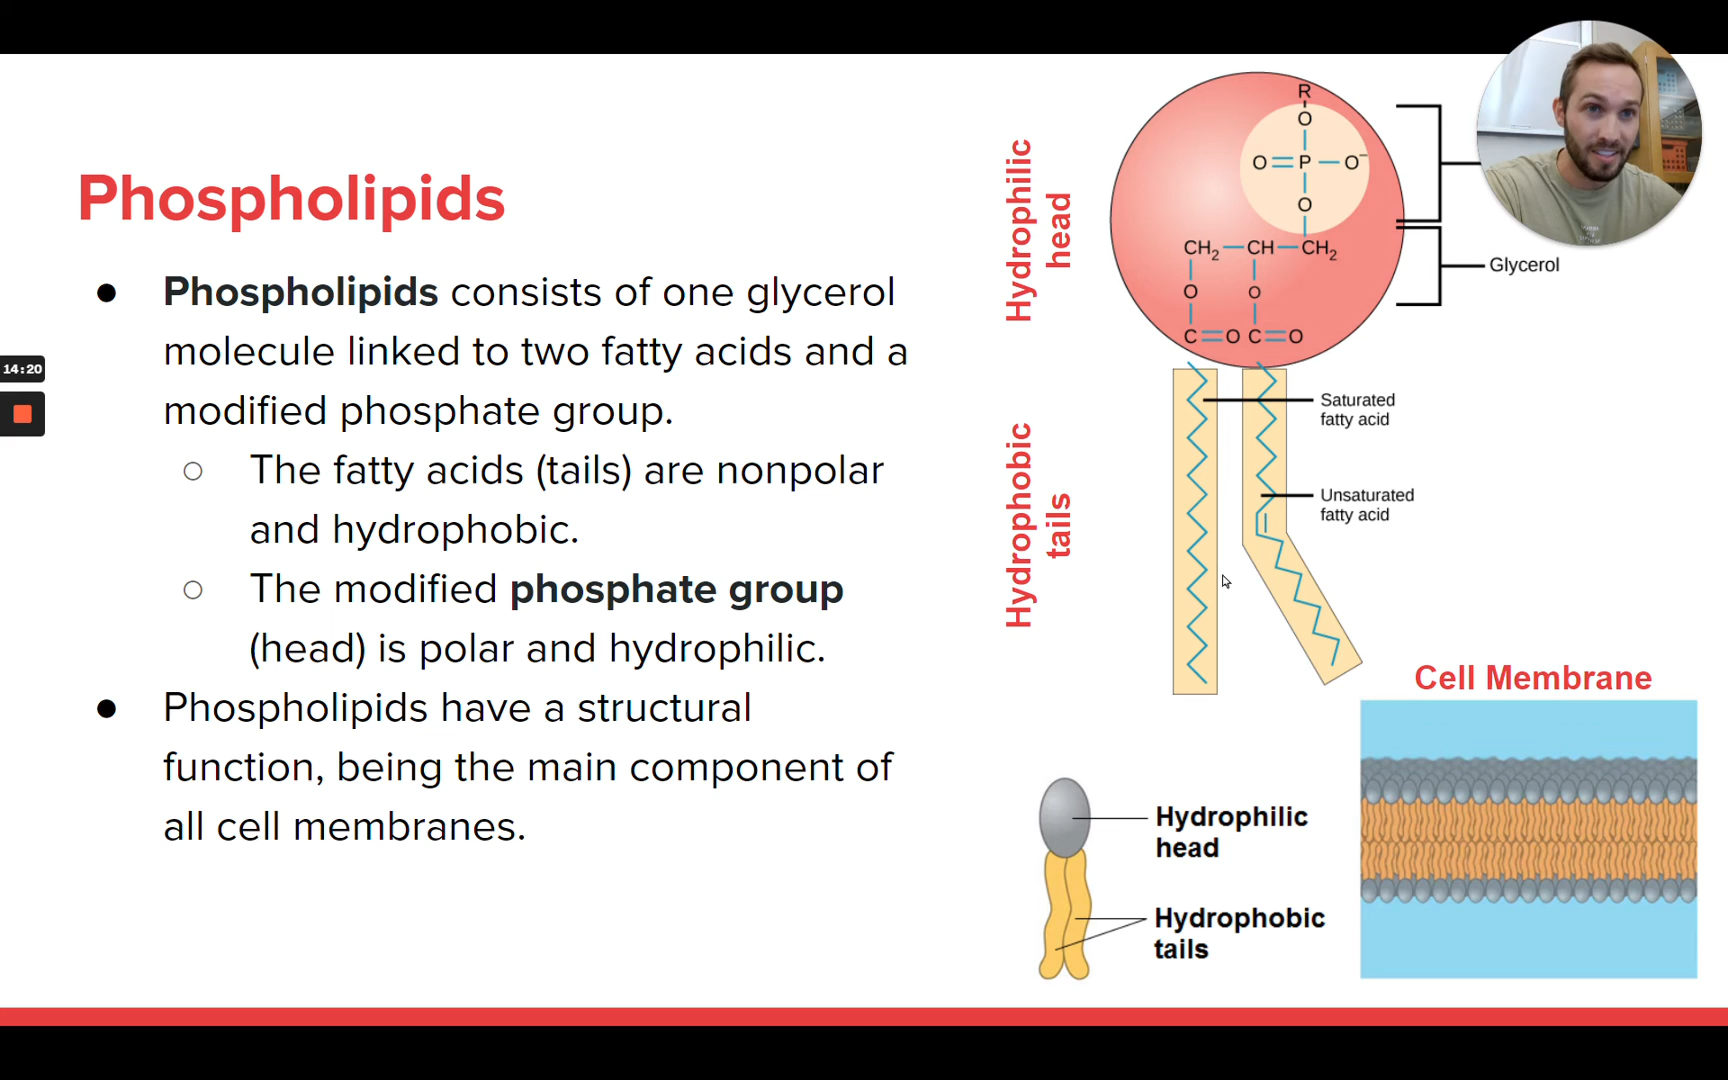 Phospholipids
● Phospholipids consists of one glycerol
molecule linked to two fatty acids and a
modified phosphate group.
○ The fatty acids (tails) are nonpolar
and hydrophobic.
○ The modified phosphate group
(head) is polar and hydrophilic.
● Phospholipids have a structural
function, being the main component of
all cell membranes.
14:20
Hydrophilic
head
R
O
O P O⁻
O
CH₂ CH CH₂
O O
C O C O
Glycerol
Hydrophobic
tails
Saturated
fatty acid
Unsaturated
fatty acid
Cell Membrane
Hydrophilic
head
Hydrophobic
tails